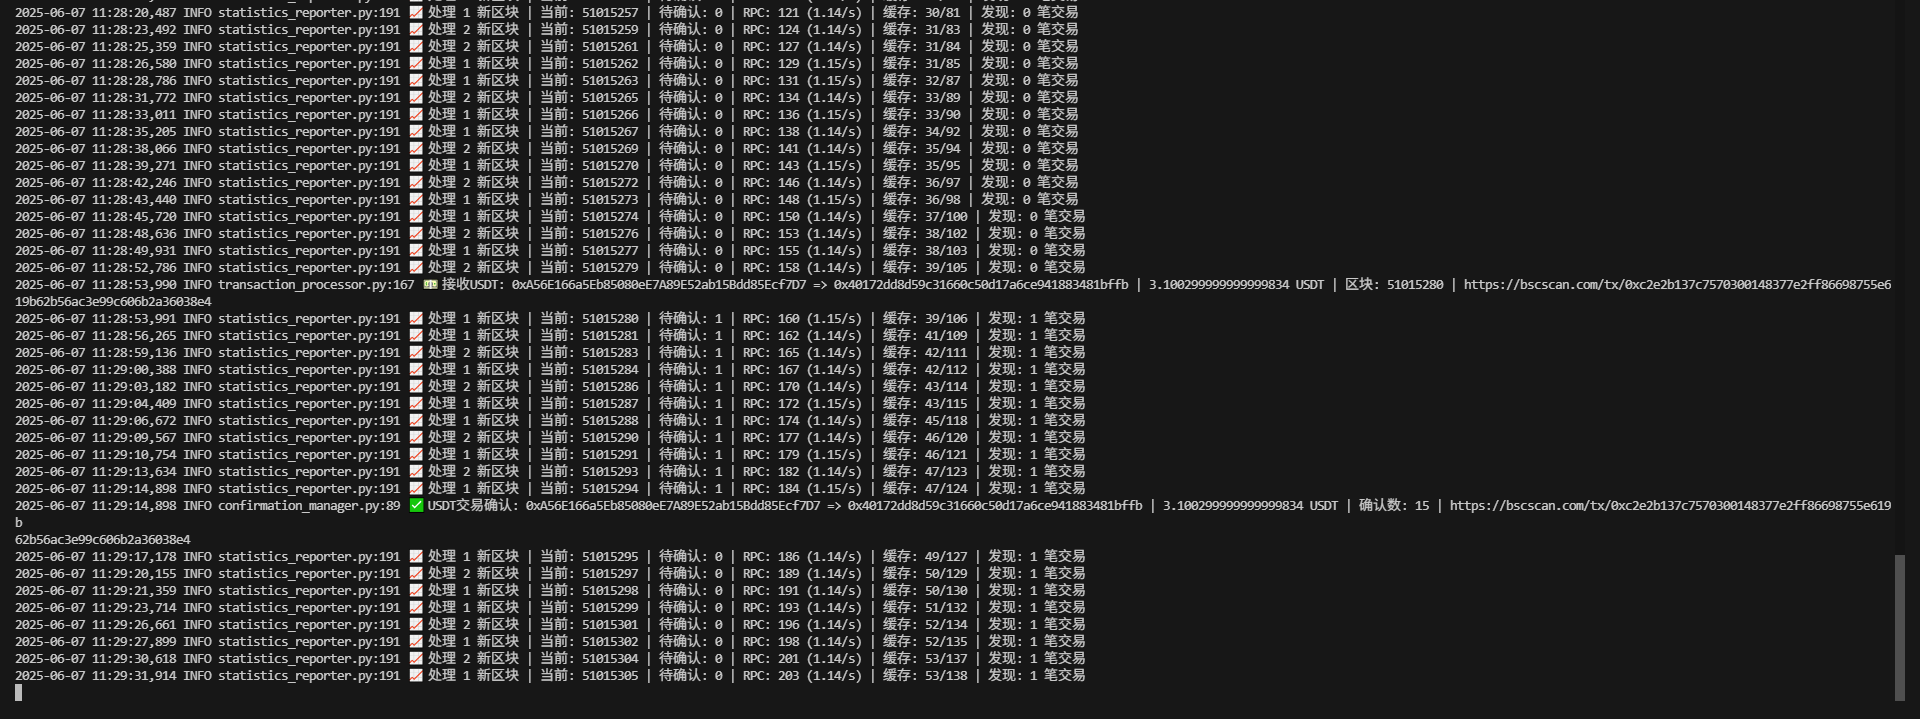 2025-06-07 11:28:20,487 INFO statistics_reporter.py:191 📈 处理 1 新区块 | 当前: 51015257 | 待确认: 0 | RPC: 121 (1.14/s) | 缓存: 30/81 | 发现: 0 笔交易
2025-06-07 11:28:23,492 INFO statistics_reporter.py:191 📈 处理 2 新区块 | 当前: 51015259 | 待确认: 0 | RPC: 124 (1.14/s) | 缓存: 31/83 | 发现: 0 笔交易
2025-06-07 11:28:25,359 INFO statistics_reporter.py:191 📈 处理 2 新区块 | 当前: 51015261 | 待确认: 0 | RPC: 127 (1.14/s) | 缓存: 31/84 | 发现: 0 笔交易
2025-06-07 11:28:26,580 INFO statistics_reporter.py:191 📈 处理 1 新区块 | 当前: 51015262 | 待确认: 0 | RPC: 129 (1.15/s) | 缓存: 31/85 | 发现: 0 笔交易
2025-06-07 11:28:28,786 INFO statistics_reporter.py:191 📈 处理 1 新区块 | 当前: 51015263 | 待确认: 0 | RPC: 131 (1.15/s) | 缓存: 32/87 | 发现: 0 笔交易
2025-06-07 11:28:31,772 INFO statistics_reporter.py:191 📈 处理 2 新区块 | 当前: 51015265 | 待确认: 0 | RPC: 134 (1.14/s) | 缓存: 33/89 | 发现: 0 笔交易
2025-06-07 11:28:33,011 INFO statistics_reporter.py:191 📈 处理 1 新区块 | 当前: 51015266 | 待确认: 0 | RPC: 136 (1.15/s) | 缓存: 33/90 | 发现: 0 笔交易
2025-06-07 11:28:35,205 INFO statistics_reporter.py:191 📈 处理 1 新区块 | 当前: 51015267 | 待确认: 0 | RPC: 138 (1.15/s) | 缓存: 34/92 | 发现: 0 笔交易
2025-06-07 11:28:38,066 INFO statistics_reporter.py:191 📈 处理 2 新区块 | 当前: 51015269 | 待确认: 0 | RPC: 141 (1.15/s) | 缓存: 35/94 | 发现: 0 笔交易
2025-06-07 11:28:39,271 INFO statistics_reporter.py:191 📈 处理 1 新区块 | 当前: 51015270 | 待确认: 0 | RPC: 143 (1.15/s) | 缓存: 35/95 | 发现: 0 笔交易
2025-06-07 11:28:42,246 INFO statistics_reporter.py:191 📈 处理 2 新区块 | 当前: 51015272 | 待确认: 0 | RPC: 146 (1.14/s) | 缓存: 36/97 | 发现: 0 笔交易
2025-06-07 11:28:43,440 INFO statistics_reporter.py:191 📈 处理 1 新区块 | 当前: 51015273 | 待确认: 0 | RPC: 148 (1.15/s) | 缓存: 36/98 | 发现: 0 笔交易
2025-06-07 11:28:45,720 INFO statistics_reporter.py:191 📈 处理 1 新区块 | 当前: 51015274 | 待确认: 0 | RPC: 150 (1.14/s) | 缓存: 37/100 | 发现: 0 笔交易
2025-06-07 11:28:48,636 INFO statistics_reporter.py:191 📈 处理 2 新区块 | 当前: 51015276 | 待确认: 0 | RPC: 153 (1.14/s) | 缓存: 38/102 | 发现: 0 笔交易
2025-06-07 11:28:49,931 INFO statistics_reporter.py:191 📈 处理 1 新区块 | 当前: 51015277 | 待确认: 0 | RPC: 155 (1.14/s) | 缓存: 38/103 | 发现: 0 笔交易
2025-06-07 11:28:52,786 INFO statistics_reporter.py:191 📈 处理 2 新区块 | 当前: 51015279 | 待确认: 0 | RPC: 158 (1.14/s) | 缓存: 39/105 | 发现: 0 笔交易
2025-06-07 11:28:53,990 INFO transaction_processor.py:167 💵 接收USDT: 0xA56E166a5Eb85080eE7A89E52ab15Bdd85Ecf7D7 => 0x40172dd8d59c31660c50d17a6ce941883481bffb | 3.100299999999999834 USDT | 区块: 51015280 | https://bscscan.com/tx/0xc2e2b137c7570300148377e2ff86698755e6
19b62b56ac3e99c606b2a36038e4
2025-06-07 11:28:53,991 INFO statistics_reporter.py:191 📈 处理 1 新区块 | 当前: 51015280 | 待确认: 1 | RPC: 160 (1.15/s) | 缓存: 39/106 | 发现: 1 笔交易
2025-06-07 11:28:56,265 INFO statistics_reporter.py:191 📈 处理 1 新区块 | 当前: 51015281 | 待确认: 1 | RPC: 162 (1.14/s) | 缓存: 41/109 | 发现: 1 笔交易
2025-06-07 11:28:59,136 INFO statistics_reporter.py:191 📈 处理 2 新区块 | 当前: 51015283 | 待确认: 1 | RPC: 165 (1.14/s) | 缓存: 42/111 | 发现: 1 笔交易
2025-06-07 11:29:00,388 INFO statistics_reporter.py:191 📈 处理 1 新区块 | 当前: 51015284 | 待确认: 1 | RPC: 167 (1.14/s) | 缓存: 42/112 | 发现: 1 笔交易
2025-06-07 11:29:03,182 INFO statistics_reporter.py:191 📈 处理 2 新区块 | 当前: 51015286 | 待确认: 1 | RPC: 170 (1.14/s) | 缓存: 43/114 | 发现: 1 笔交易
2025-06-07 11:29:04,409 INFO statistics_reporter.py:191 📈 处理 1 新区块 | 当前: 51015287 | 待确认: 1 | RPC: 172 (1.15/s) | 缓存: 43/115 | 发现: 1 笔交易
2025-06-07 11:29:06,672 INFO statistics_reporter.py:191 📈 处理 1 新区块 | 当前: 51015288 | 待确认: 1 | RPC: 174 (1.14/s) | 缓存: 45/118 | 发现: 1 笔交易
2025-06-07 11:29:09,567 INFO statistics_reporter.py:191 📈 处理 2 新区块 | 当前: 51015290 | 待确认: 1 | RPC: 177 (1.14/s) | 缓存: 46/120 | 发现: 1 笔交易
2025-06-07 11:29:10,754 INFO statistics_reporter.py:191 📈 处理 1 新区块 | 当前: 51015291 | 待确认: 1 | RPC: 179 (1.15/s) | 缓存: 46/121 | 发现: 1 笔交易
2025-06-07 11:29:13,634 INFO statistics_reporter.py:191 📈 处理 2 新区块 | 当前: 51015293 | 待确认: 1 | RPC: 182 (1.14/s) | 缓存: 47/123 | 发现: 1 笔交易
2025-06-07 11:29:14,898 INFO statistics_reporter.py:191 📈 处理 1 新区块 | 当前: 51015294 | 待确认: 1 | RPC: 184 (1.15/s) | 缓存: 47/124 | 发现: 1 笔交易
2025-06-07 11:29:14,898 INFO confirmation_manager.py:89 ✅ USDT交易确认: 0xA56E166a5Eb85080eE7A89E52ab15Bdd85Ecf7D7 => 0x40172dd8d59c31660c50d17a6ce941883481bffb | 3.100299999999999834 USDT | 确认数: 15 | https://bscscan.com/tx/0xc2e2b137c7570300148377e2ff86698755e619
b
62b56ac3e99c606b2a36038e4
2025-06-07 11:29:17,178 INFO statistics_reporter.py:191 📈 处理 1 新区块 | 当前: 51015295 | 待确认: 0 | RPC: 186 (1.14/s) | 缓存: 49/127 | 发现: 1 笔交易
2025-06-07 11:29:20,155 INFO statistics_reporter.py:191 📈 处理 2 新区块 | 当前: 51015297 | 待确认: 0 | RPC: 189 (1.14/s) | 缓存: 50/129 | 发现: 1 笔交易
2025-06-07 11:29:21,359 INFO statistics_reporter.py:191 📈 处理 1 新区块 | 当前: 51015298 | 待确认: 0 | RPC: 191 (1.14/s) | 缓存: 50/130 | 发现: 1 笔交易
2025-06-07 11:29:23,714 INFO statistics_reporter.py:191 📈 处理 1 新区块 | 当前: 51015299 | 待确认: 0 | RPC: 193 (1.14/s) | 缓存: 51/132 | 发现: 1 笔交易
2025-06-07 11:29:26,661 INFO statistics_reporter.py:191 📈 处理 2 新区块 | 当前: 51015301 | 待确认: 0 | RPC: 196 (1.14/s) | 缓存: 52/134 | 发现: 1 笔交易
2025-06-07 11:29:27,899 INFO statistics_reporter.py:191 📈 处理 1 新区块 | 当前: 51015302 | 待确认: 0 | RPC: 198 (1.14/s) | 缓存: 52/135 | 发现: 1 笔交易
2025-06-07 11:29:30,618 INFO statistics_reporter.py:191 📈 处理 2 新区块 | 当前: 51015304 | 待确认: 0 | RPC: 201 (1.14/s) | 缓存: 53/137 | 发现: 1 笔交易
2025-06-07 11:29:31,914 INFO statistics_reporter.py:191 📈 处理 1 新区块 | 当前: 51015305 | 待确认: 0 | RPC: 203 (1.14/s) | 缓存: 53/138 | 发现: 1 笔交易